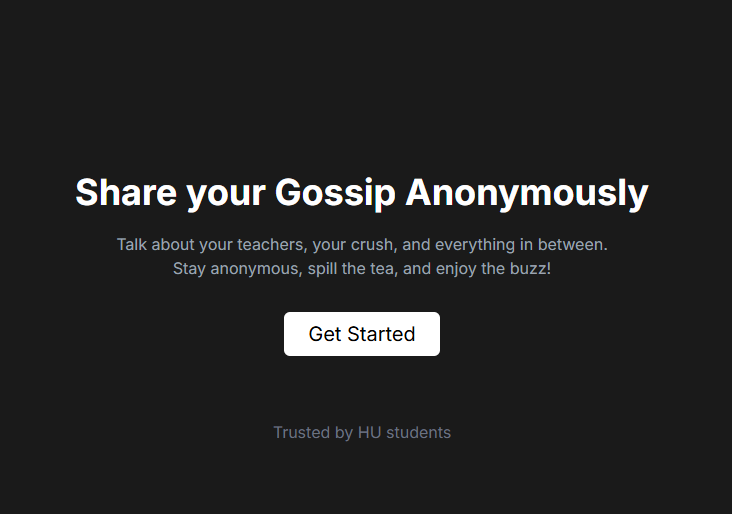 Share your Gossip Anonymously
Talk about your teachers, your crush, and everything in between.
Stay anonymous, spill the tea, and enjoy the buzz!
Get Started
Trusted by HU students